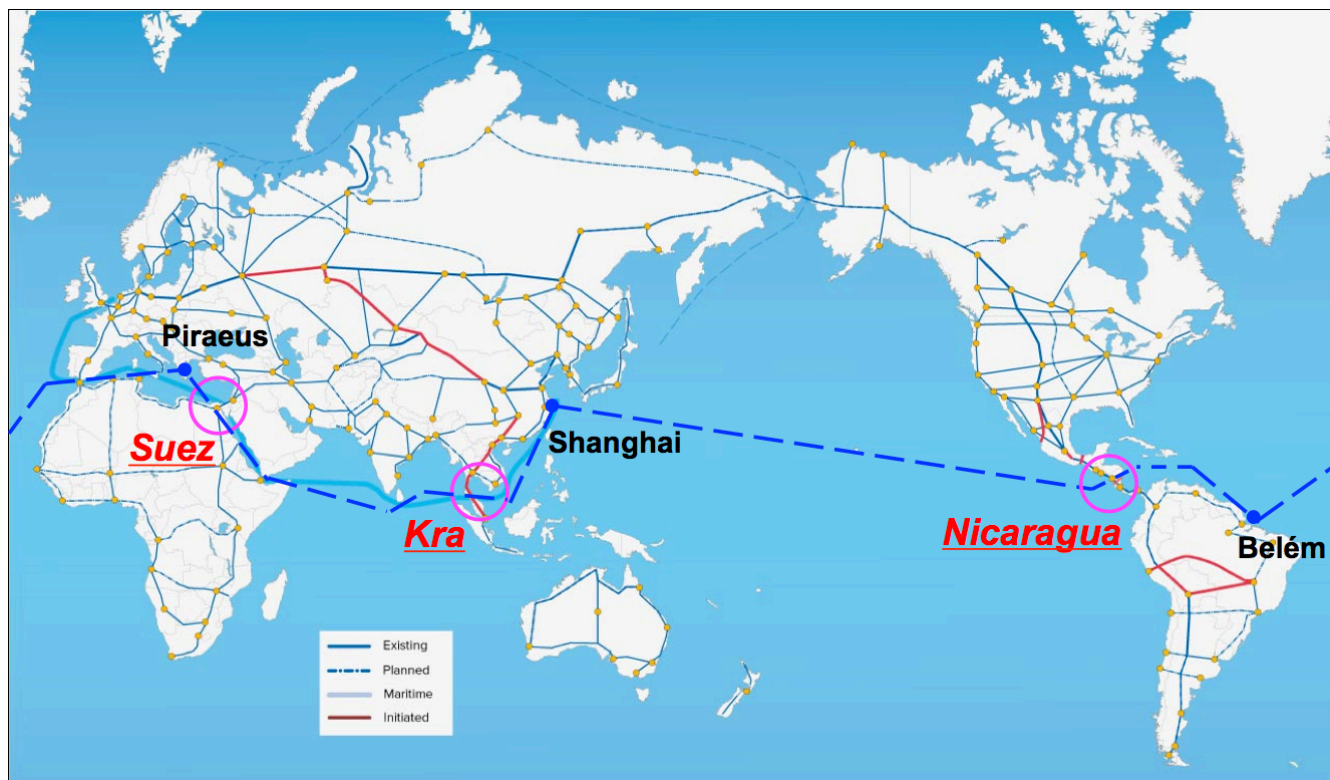 Piraeus
Suez
Shanghai
Kra
Nicaragua
Belém
Existing
Planned
Maritime
Initiated